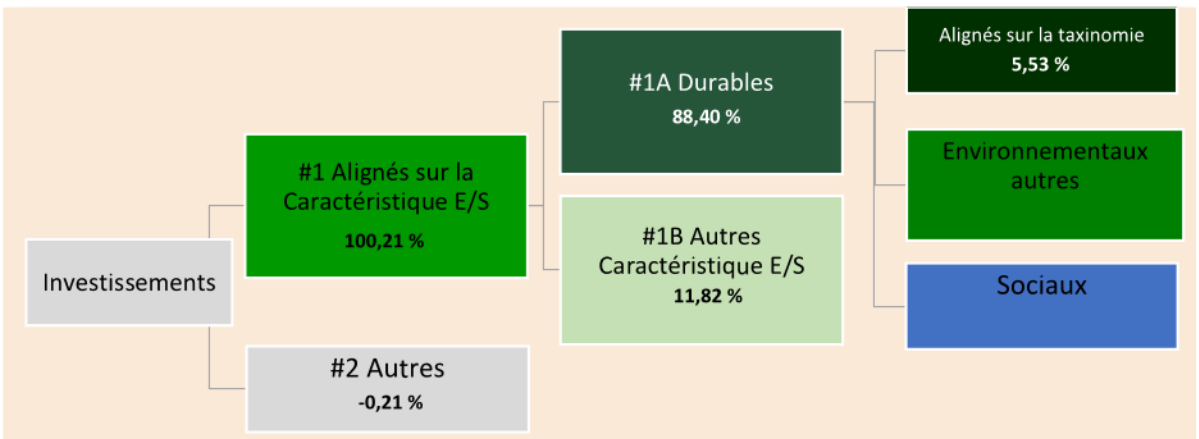 Investissements
#1 Alignés sur la
Caractéristique E/S
100,21 %
#2 Autres
-0,21 %
#1A Durables
88,40 %
#1B Autres
Caractéristique E/S
11,82 %
Alignés sur la taxinomie
5,53 %
Environnementaux
autres
Sociaux